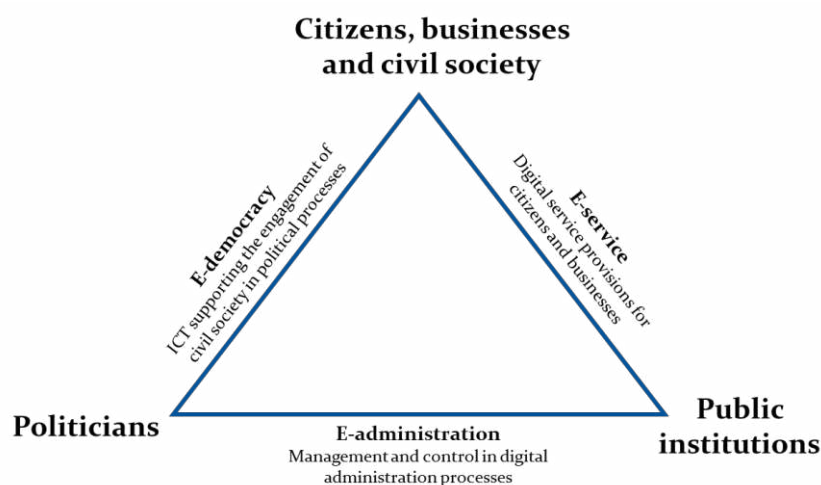 Citizens, businesses
and civil society
E-democracy
ICT supporting the engagement of
civil society in political processes
E-service
Digital service provisions for
citizens and businesses
Politicians
Public
institutions
E-administration
Management and control in digital
administration processes